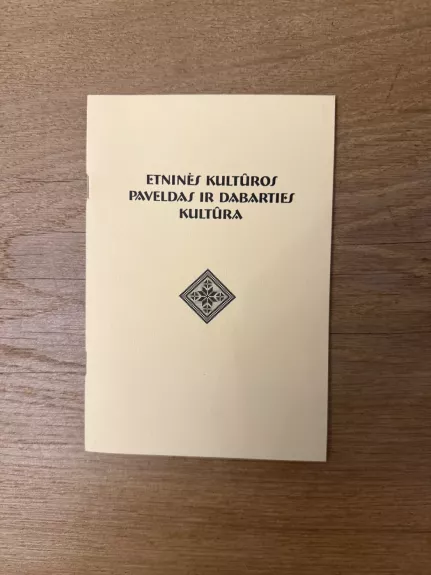 ETNINĖS KULTŪROS
PAVELDAS IR DABARTIES
KULTŪRA